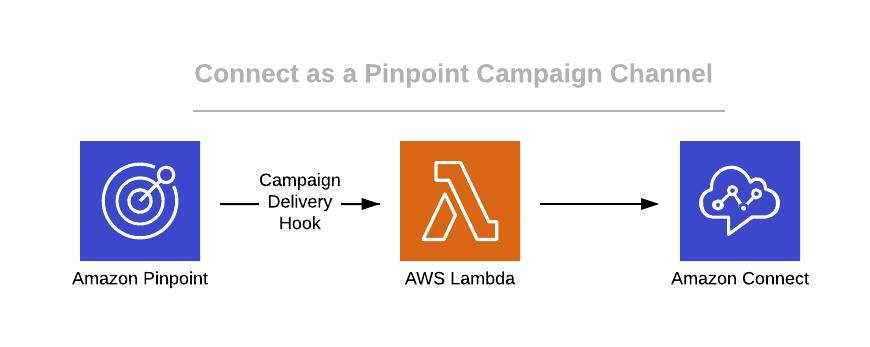 Connect as a Pinpoint Campaign Channel
Campaign
Delivery
Hook
Amazon Pinpoint
AWS Lambda
Amazon Connect